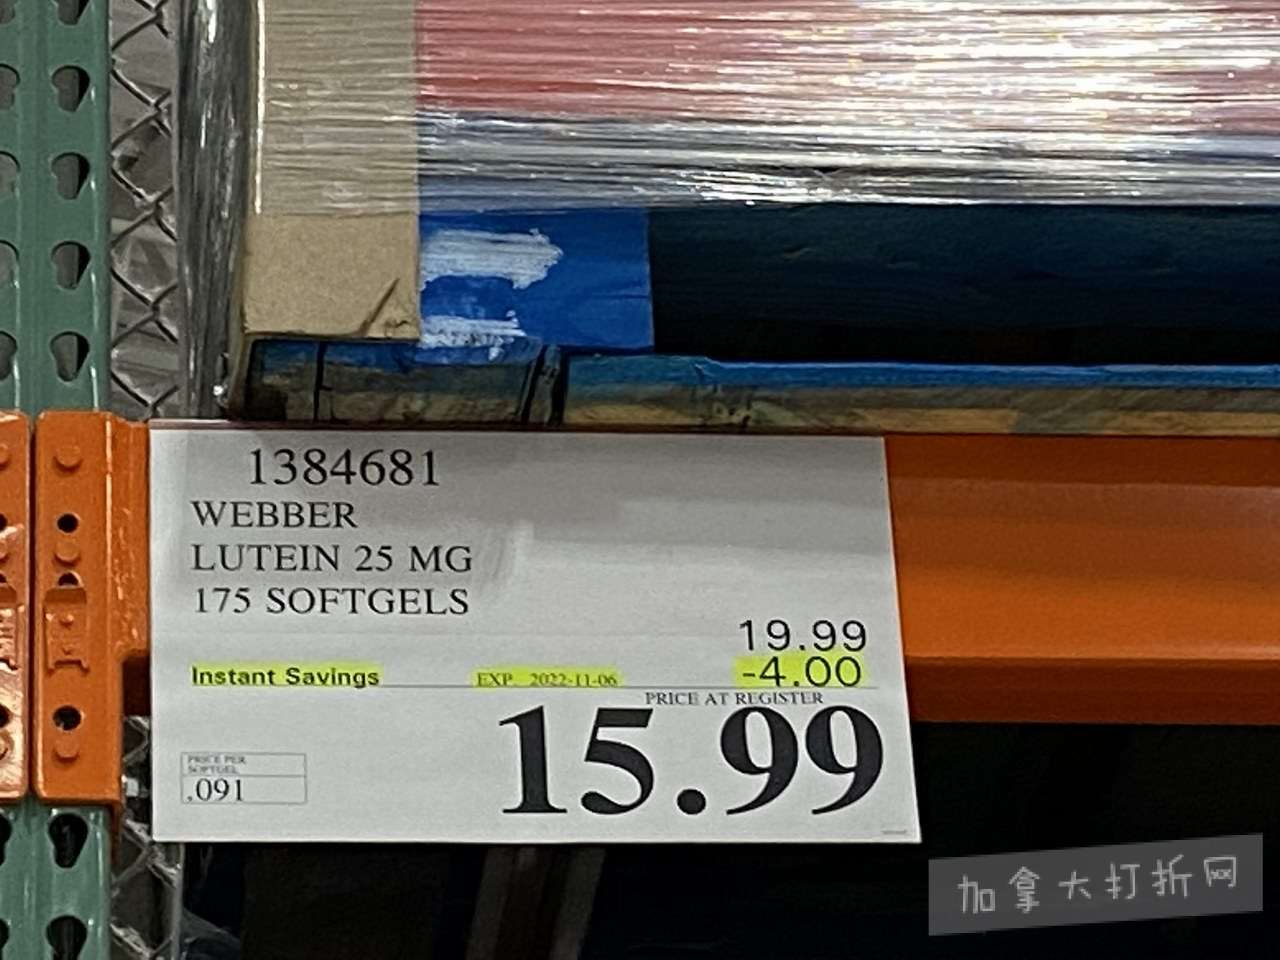 1384681
WEBBER
LUTEIN 25 MG
175 SOFTGELS
19.99
Instant Savings EXP. 2022-11-06 -4.00
PRICE AT REGISTER
15.99
PRICE PER
SOFTGEL
.091
加拿大打折网